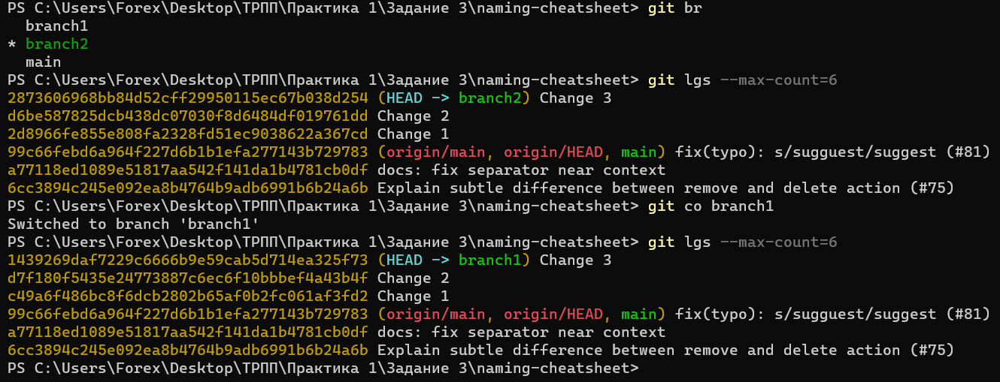 PS C:\Users\Forex\Desktop\ТРПП\Практика 1\Задание 3\naming-cheatsheet> git br
  branch1
* branch2
  main
PS C:\Users\Forex\Desktop\ТРПП\Практика 1\Задание 3\naming-cheatsheet> git lgs --max-count=6
2873606968bb84d52cff29950115ec67b038d254 (HEAD -> branch2) Change 3
d6be587825dcb438dc07030f8d6484df019761dd Change 2
2d8966fe855e808fa2328fd51ec9038622a367cd Change 1
99c66febd6a964f227d6b1b1efa277143b729783 (origin/main, origin/HEAD, main) fix(typo): s/sugguest/suggest (#81)
a77118ed1089e51817aa542f141da1b4781cb0df docs: fix separator near context
6cc3894c245e092ea8b4764b9adb6991b6b24a6b Explain subtle difference between remove and delete action (#75)
PS C:\Users\Forex\Desktop\ТРПП\Практика 1\Задание 3\naming-cheatsheet> git co branch1
Switched to branch 'branch1'
PS C:\Users\Forex\Desktop\ТРПП\Практика 1\Задание 3\naming-cheatsheet> git lgs --max-count=6
1439269daf7229c6666b9e59cab5d714ea325f73 (HEAD -> branch1) Change 3
d7f180f5435e24773887c6ec6f10bbbef4a43b4f Change 2
c49a6f486bc8f6dcb2802b65af0b2fc061af3fd2 Change 1
99c66febd6a964f227d6b1b1efa277143b729783 (origin/main, origin/HEAD, main) fix(typo): s/sugguest/suggest (#81)
a77118ed1089e51817aa542f141da1b4781cb0df docs: fix separator near context
6cc3894c245e092ea8b4764b9adb6991b6b24a6b Explain subtle difference between remove and delete action (#75)
PS C:\Users\Forex\Desktop\ТРПП\Практика 1\Задание 3\naming-cheatsheet>